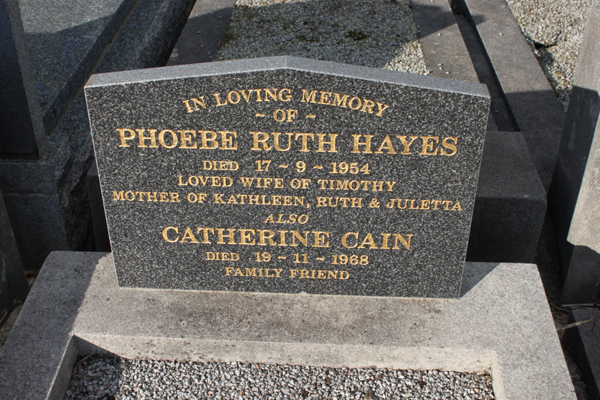 IN LOVING MEMORY
~ OF ~
PHOEBE RUTH HAYES
DIED 17 ~ 9 ~ 1954
LOVED WIFE OF TIMOTHY
MOTHER OF KATHLEEN, RUTH & JULETTA
ALSO
CATHERINE CAIN
DIED 19 ~ 11 ~ 1968
FAMILY FRIEND